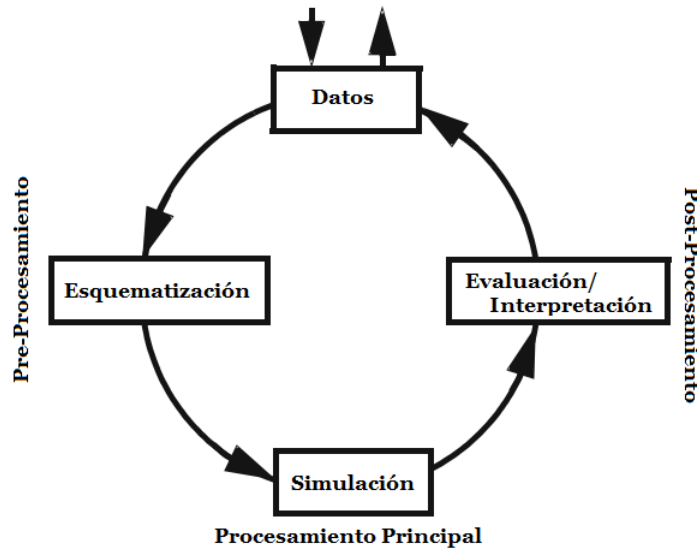 Datos
Pre-Procesamiento
Esquematización
Evaluación/
Interpretación
Post-Procesamiento
Simulación
Procesamiento Principal